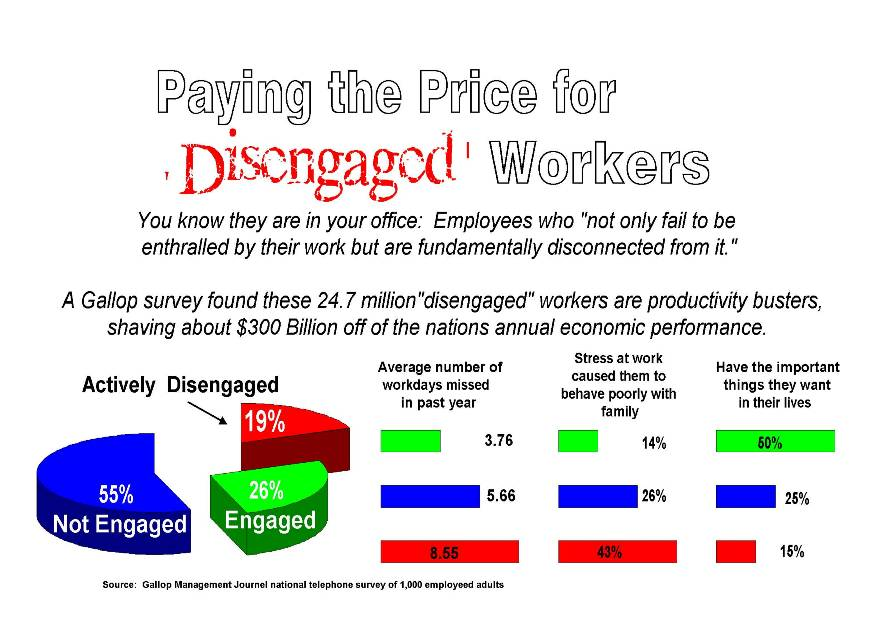 Paying the Price for
'Disengaged' Workers
You know they are in your office: Employees who "not only fail to be
enthralled by their work but are fundamentally disconnected from it."
A Gallop survey found these 24.7 million"disengaged" workers are productivity busters,
shaving about $300 Billion off of the nations annual economic performance.
Actively Disengaged
19%
55%
Not Engaged
26%
Engaged
Average number of
workdays missed
in past year
3.76
5.66
8.55
Stress at work
caused them to
behave poorly with
family
14%
26%
43%
Have the important
things they want
in their lives
50%
25%
15%
Source: Gallop Management Journel national telephone survey of 1,000 employeed adults